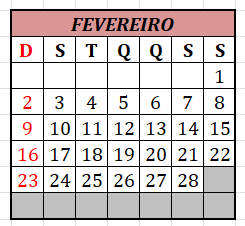 FEVEREIRO
D S T Q Q S S
1
2 3 4 5 6 7 8
9 10 11 12 13 14 15
16 17 18 19 20 21 22
23 24 25 26 27 28